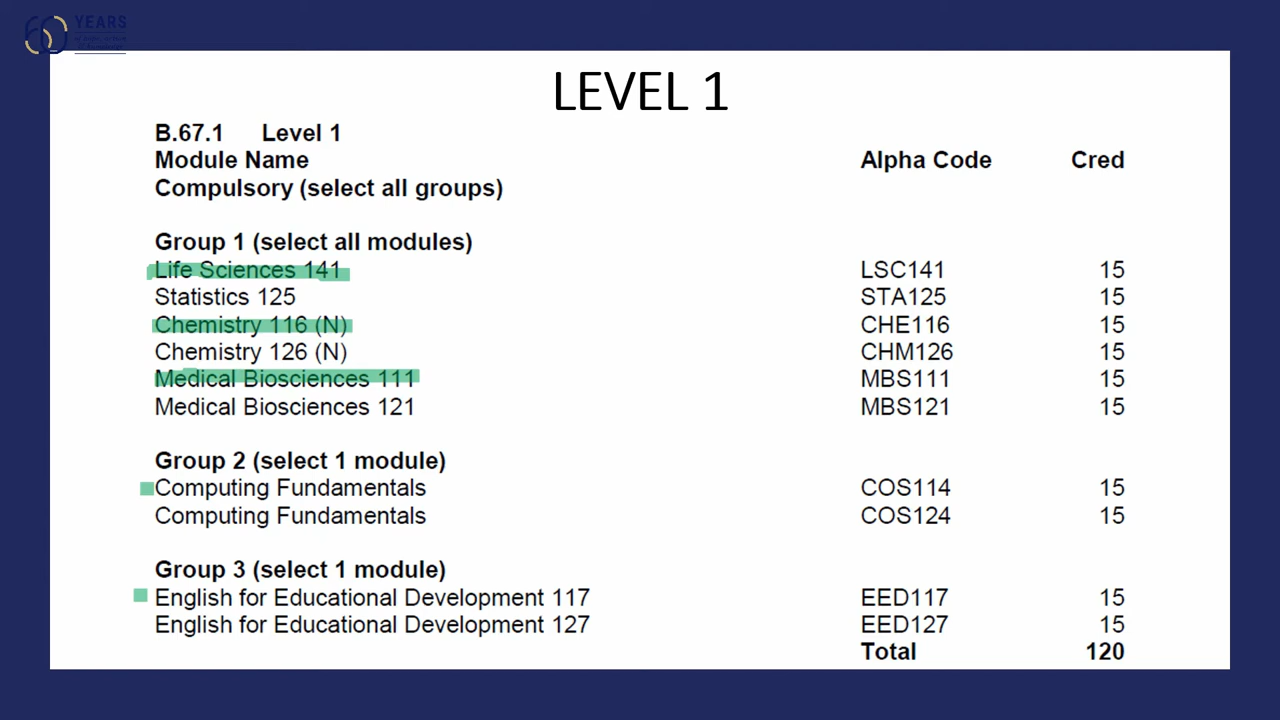 60 YEARS
LEVEL 1
B.67.1 Level 1
Module Name Alpha Code Cred
Compulsory (select all groups)
Group 1 (select all modules)
Life Sciences 141 LSC141 15
Statistics 125 STA125 15
Chemistry 116 (N) CHE116 15
Chemistry 126 (N) CHM126 15
Medical Biosciences 111 MBS111 15
Medical Biosciences 121 MBS121 15
Group 2 (select 1 module)
Computing Fundamentals COS114 15
Computing Fundamentals COS124 15
Group 3 (select 1 module)
English for Educational Development 117 EED117 15
English for Educational Development 127 EED127 15
Total 120